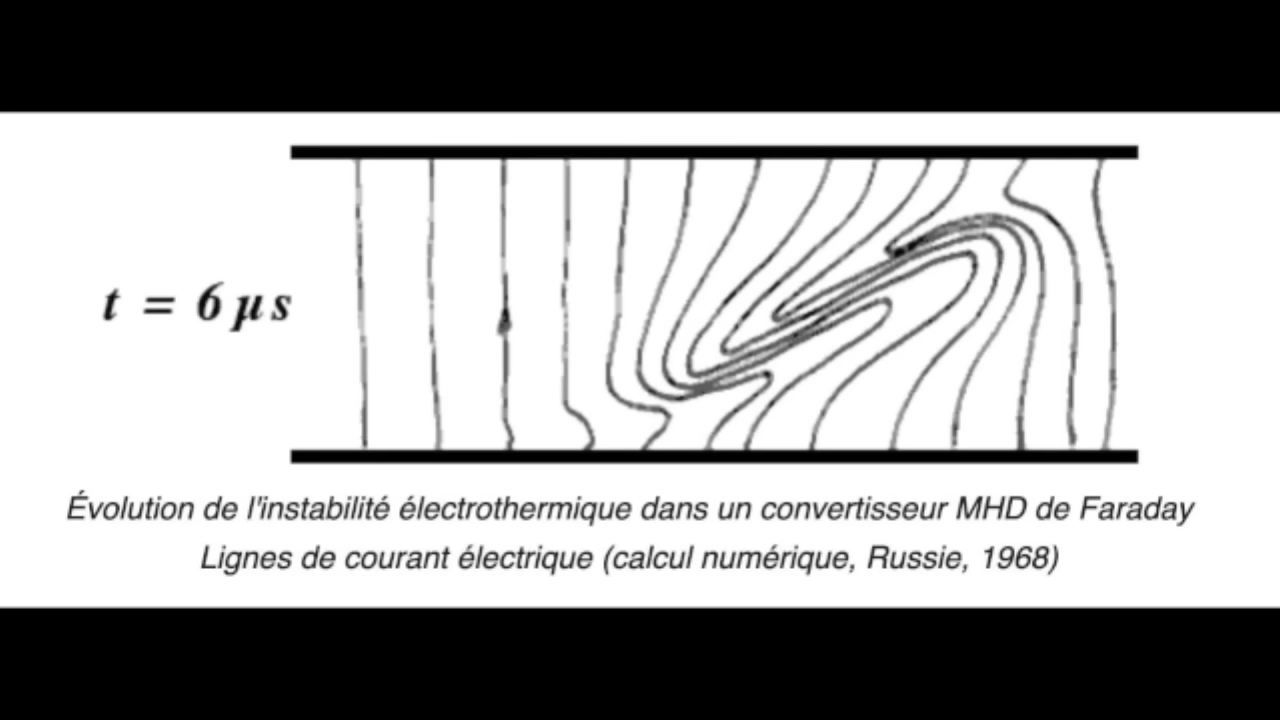 t = 6 µs
Évolution de l'instabilité électrothermique dans un convertisseur MHD de Faraday
Lignes de courant électrique (calcul numérique, Russie, 1968)